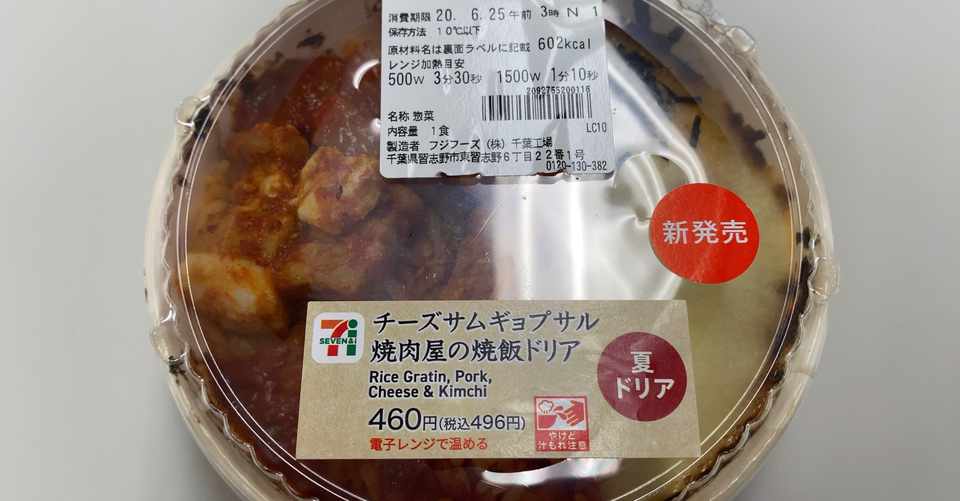 消費期限 20. 6.25午前 3時 N 1
保存方法 10℃以下
原材料名は裏面ラベルに記載 602kcal
レンジ加熱目安
500W 3分30秒 1500W 1分10秒
2093755200116
名称 惣菜
内容量 1食 LC10
製造者 フジフーズ (株) 千葉工場
千葉県習志野市東習志野6丁目22番1号
0120-130-382
新発売
SEVEN&i
チーズサムギョプサル
焼肉屋の焼飯ドリア
Rice Gratin, Pork,
Cheese & Kimchi
夏
ドリア
460円(税込496円)
電子レンジで温める
やけど
汁もれ注意